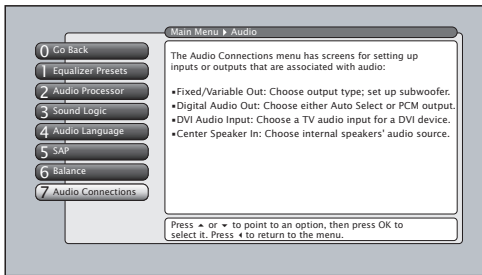 Main Menu ▸ Audio
0 Go Back
1 Equalizer Presets
2 Audio Processor
3 Sound Logic
4 Audio Language
5 SAP
6 Balance
7 Audio Connections
The Audio Connections menu has screens for setting up
inputs or outputs that are associated with audio:
▪Fixed/Variable Out: Choose output type; set up subwoofer.
▪Digital Audio Out: Choose either Auto Select or PCM output.
▪DVI Audio Input: Choose a TV audio input for a DVI device.
▪Center Speaker In: Choose internal speakers’ audio source.
Press ▴ or ▾ to point to an option, then press OK to
select it. Press ◂ to return to the menu.